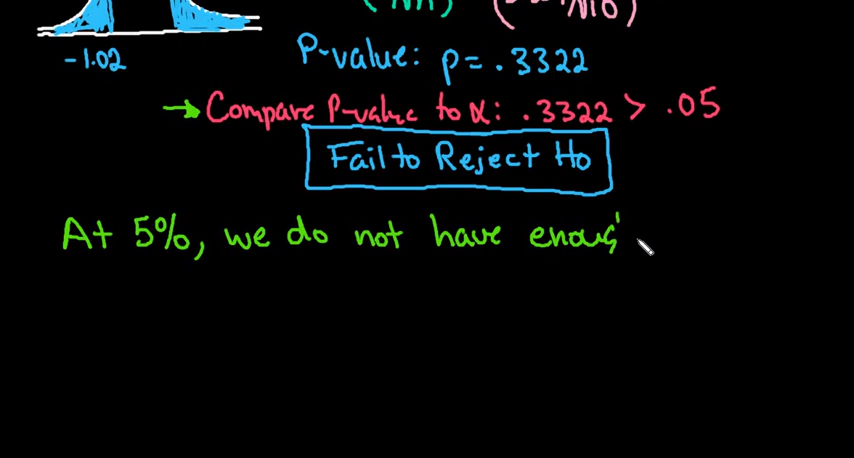 -1.02
P-value: p = .3322
→ Compare P-value to α: .3322 > .05
Fail to Reject Ho
At 5%, we do not have enoug